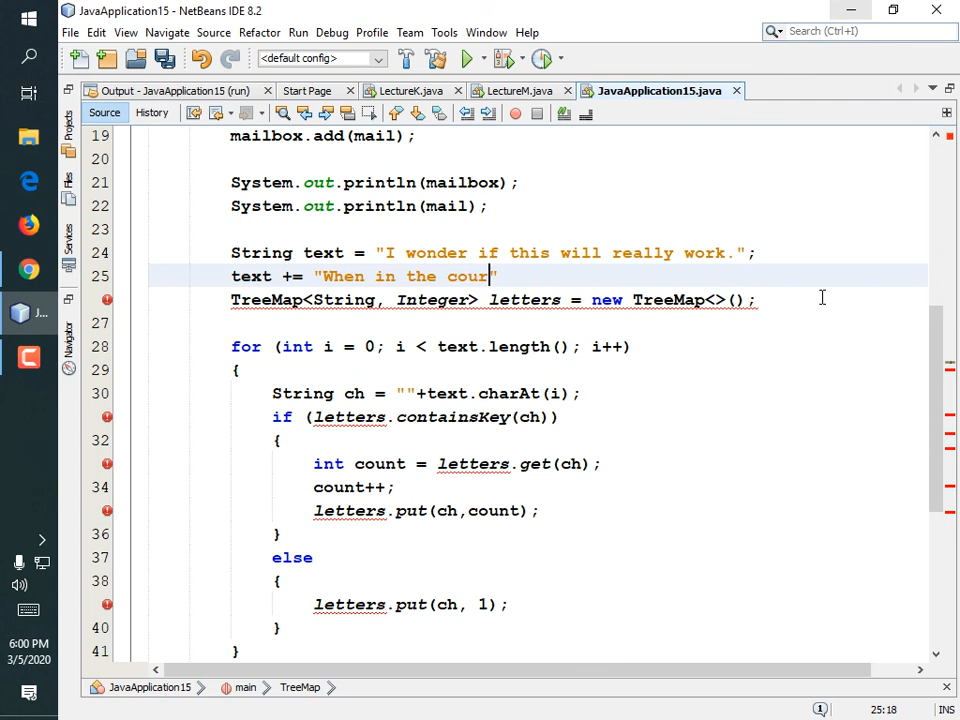 JavaApplication15 - NetBeans IDE 8.2
File Edit View Navigate Source Refactor Run Debug Profile Team Tools Window Help
Search (Ctrl+I)
<default config>
Output - JavaApplication15 (run) Start Page LectureK.java LectureM.java JavaApplication15.java
Source History
Projects
Files
Services
Navigator
19 mailbox.add(mail);
20
21 System.out.println(mailbox);
22 System.out.println(mail);
23
24 String text = "I wonder if this will really work.";
25 text += "When in the cour"
TreeMap<String, Integer> letters = new TreeMap<>();
27
28 for (int i = 0; i < text.length(); i++)
29 {
30 String ch = ""+text.charAt(i);
if (letters.containsKey(ch))
32 {
int count = letters.get(ch);
34 count++;
letters.put(ch,count);
36 }
37 else
38 {
letters.put(ch, 1);
40 }
41 }
J...
6:00 PM
3/5/2020
JavaApplication15 main TreeMap
1 25:18 INS